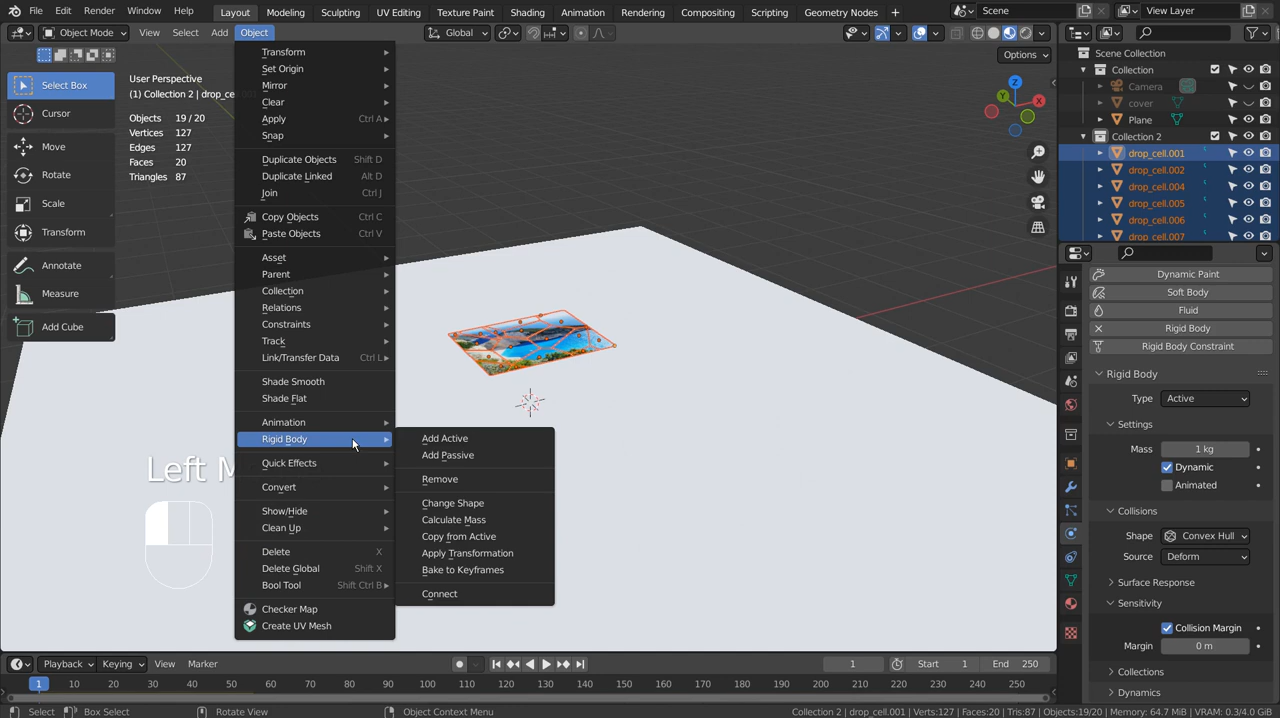 File Edit Render Window Help
Layout Modeling Sculpting UV Editing Texture Paint Shading Animation Rendering Compositing Scripting Geometry Nodes
Scene
View Layer
Object Mode View Select Add Object
Global
Options
Select Box
Cursor
Move
Rotate
Scale
Transform
Annotate
Measure
Add Cube
User Perspective
(1) Collection 2 | drop_ce
Objects 19 / 20
Vertices 127
Edges 127
Faces 20
Triangles 87
Transform
Set Origin
Mirror
Clear
Apply Ctrl A
Snap
Duplicate Objects Shift D
Duplicate Linked Alt D
Join Ctrl J
Copy Objects Ctrl C
Paste Objects Ctrl V
Asset
Parent
Collection
Relations
Constraints
Track
Link/Transfer Data Ctrl L
Shade Smooth
Shade Flat
Animation
Rigid Body
Quick Effects
Convert
Show/Hide
Clean Up
Delete X
Delete Global Shift X
Bool Tool Shift Ctrl B
Checker Map
Create UV Mesh
Add Active
Add Passive
Remove
Change Shape
Calculate Mass
Copy from Active
Apply Transformation
Bake to Keyframes
Connect
Left M
Z
Y
X
Scene Collection
Collection
Camera
cover
Plane
Collection 2
drop_cell.001
drop_cell.002
drop_cell.004
drop_cell.005
drop_cell.006
drop_cell.007
Dynamic Paint
Soft Body
Fluid
Rigid Body
Rigid Body Constraint
Rigid Body
Type Active
Settings
Mass 1 kg
Dynamic
Animated
Collisions
Shape Convex Hull
Source Deform
Surface Response
Sensitivity
Collision Margin
Margin 0 m
Collections
Dynamics
Playback Keying View Marker
1 Start 1 End 250
1 10 20 30 40 50 60 70 80 90 100 110 120 130 140 150 160 170 180 190 200 210 220 230 240 250
Select Box Select Rotate View Object Context Menu
Collection 2 | drop_cell.001 | Verts:127 | Faces:20 | Tris:87 | Objects:19/20 | Memory: 64.7 MiB | VRAM: 0.3/4.0 GiB